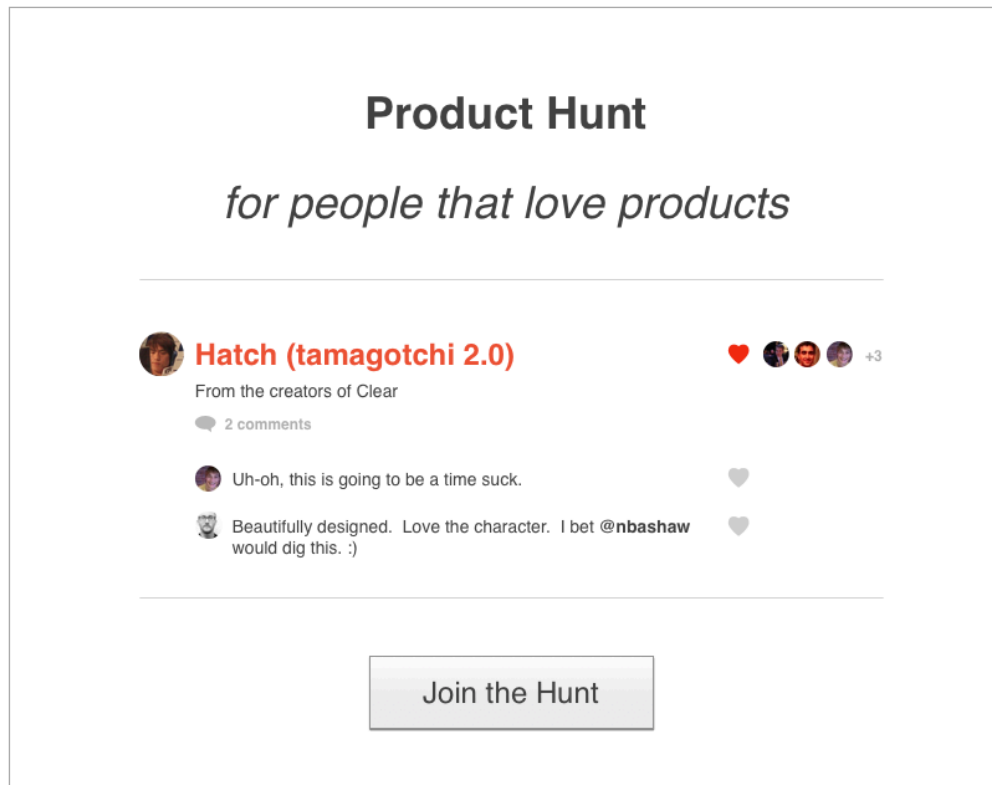 Product Hunt
for people that love products
Hatch (tamagotchi 2.0)
+3
From the creators of Clear
2 comments
Uh-oh, this is going to be a time suck.
Beautifully designed.  Love the character.  I bet @nbashaw
would dig this. :)
Join the Hunt